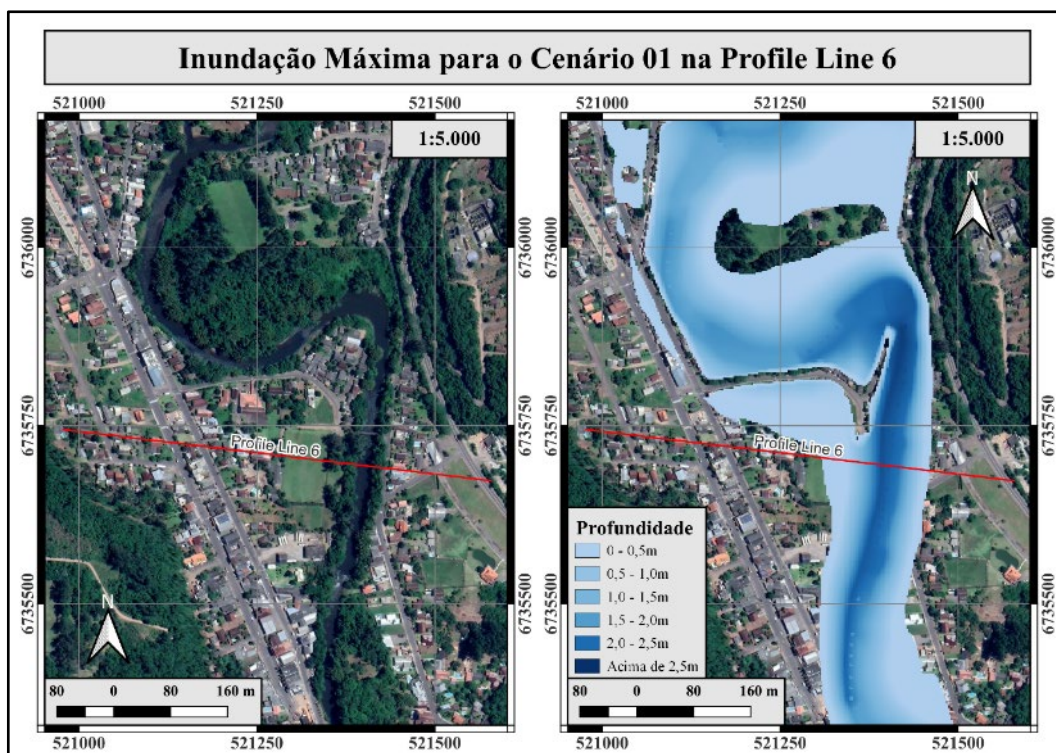 Inundação Máxima para o Cenário 01 na Profile Line 6
521000 521250 521500
521000 521250 521500
1:5.000
1:5.000
N
6736000
6736000
6736000
6735750
6735750
6735750
Profile Line 6
Profile Line 6
Profundidade
0 - 0,5m
0,5 - 1,0m
1,0 - 1,5m
1,5 - 2,0m
2,0 - 2,5m
Acima de 2,5m
6735500
6735500
6735500
N
80 0 80 160 m
80 0 80 160 m
521000 521250 521500
521000 521250 521500